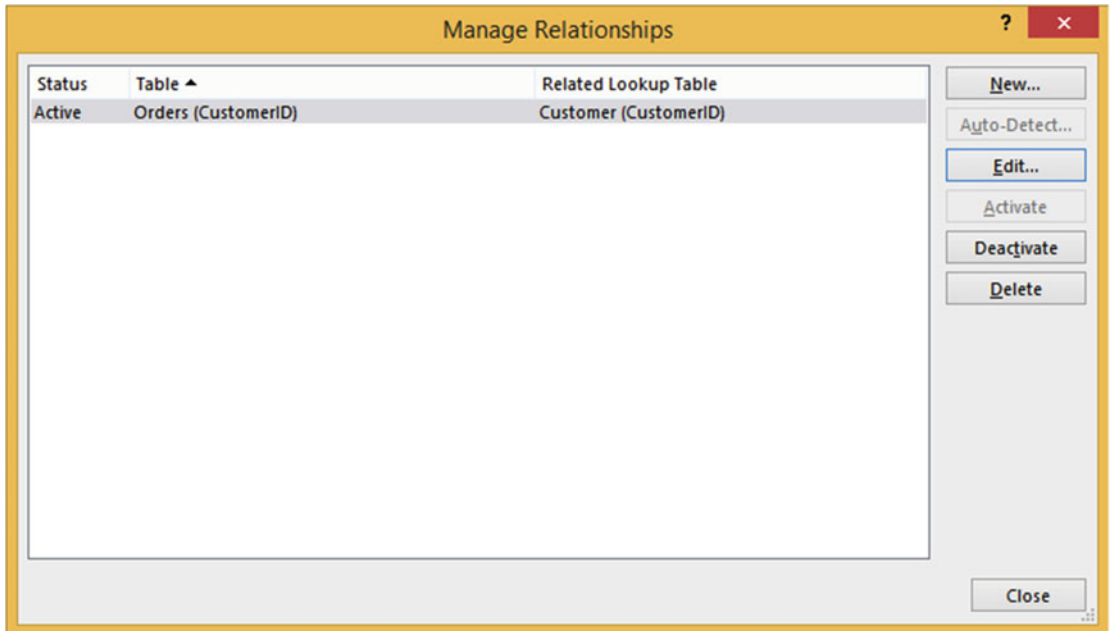 Manage Relationships ? ×
Status Table ▲ Related Lookup Table
Active Orders (CustomerID) Customer (CustomerID)
New...
Auto-Detect...
Edit...
Activate
Deactivate
Delete
Close